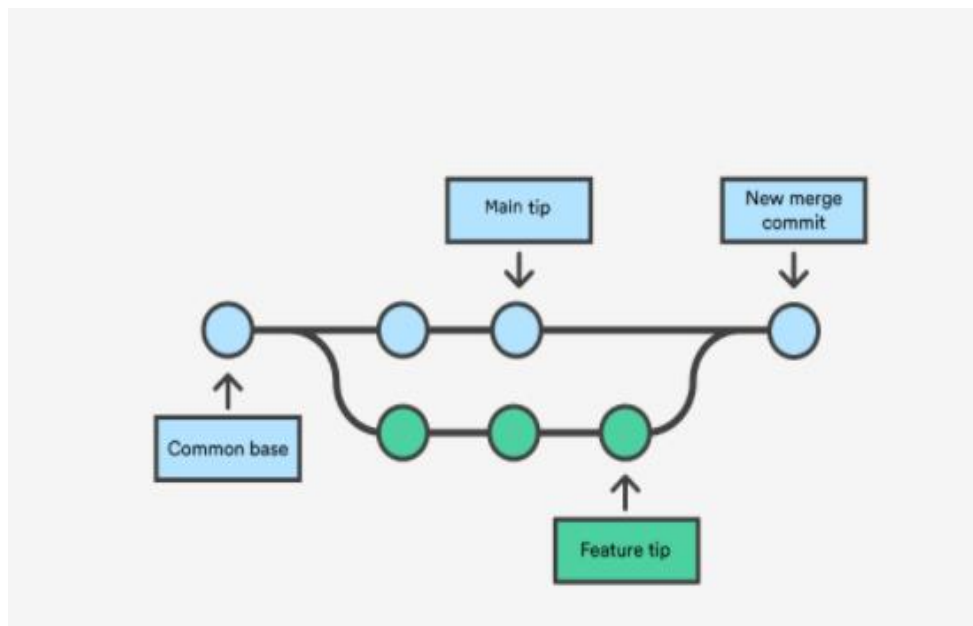 Main tip
New merge
commit
Common base
Feature tip